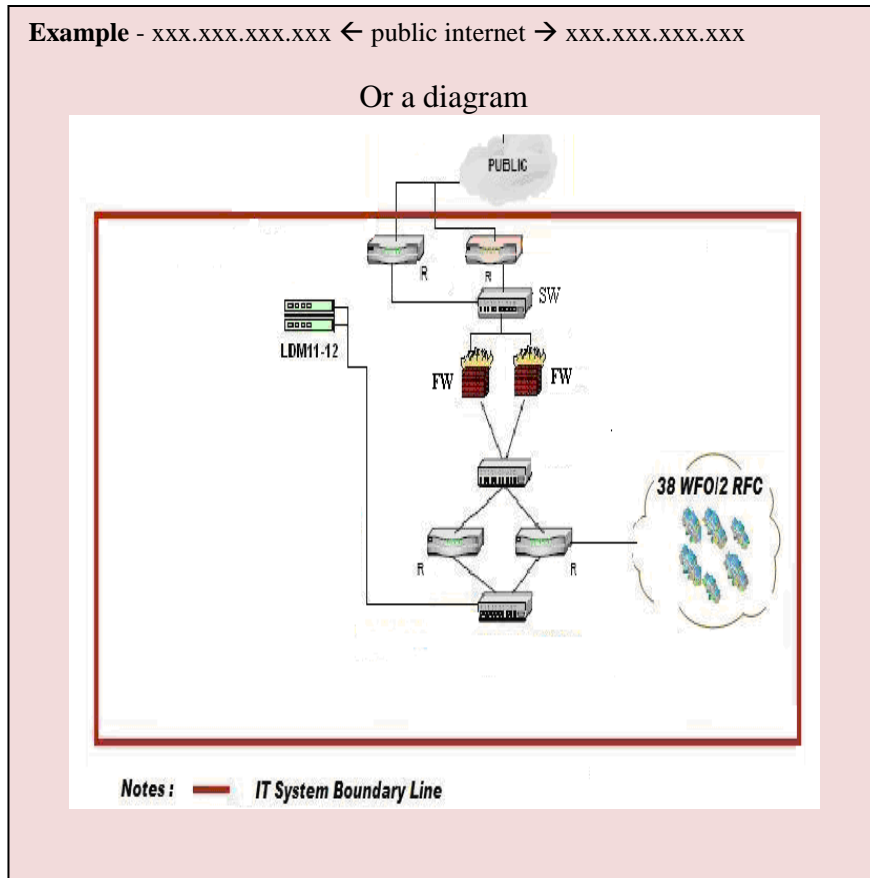 Example - xxx.xxx.xxx.xxx ← public internet → xxx.xxx.xxx.xxx
Or a diagram
PUBLIC
R
R
SW
LDM11-12
FW
FW
38 WFO/2 RFC
R
R
Notes : IT System Boundary Line